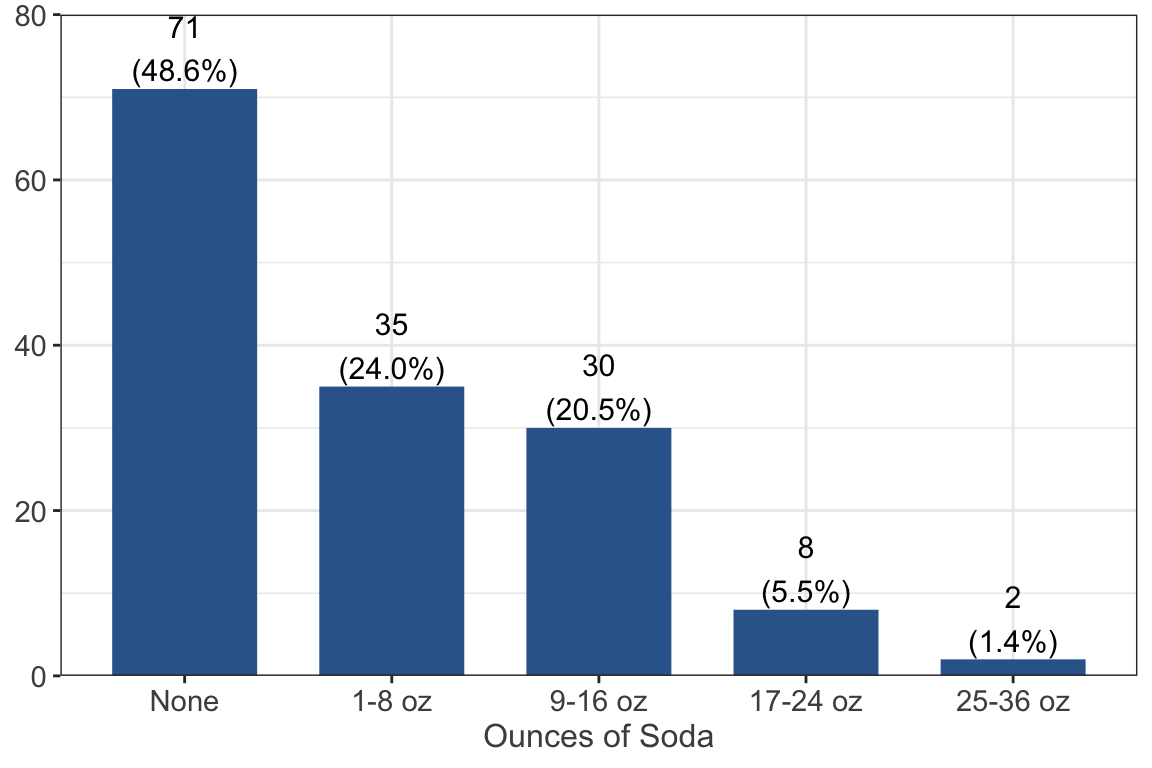 80
60
40
20
0
71
(48.6%)
35
(24.0%)
30
(20.5%)
8
(5.5%)
2
(1.4%)
None
1-8 oz
9-16 oz
17-24 oz
25-36 oz
Ounces of Soda